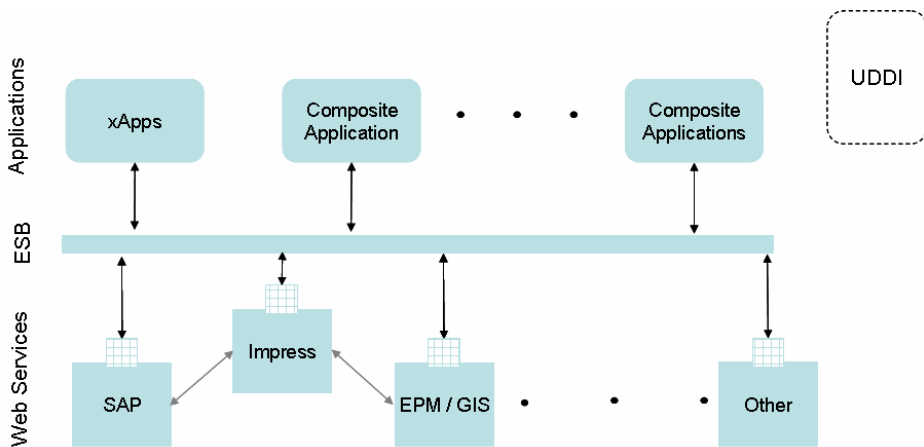 Applications
xApps
Composite
Application
Composite
Applications
UDDI
ESB
Web Services
SAP
Impress
EPM / GIS
Other